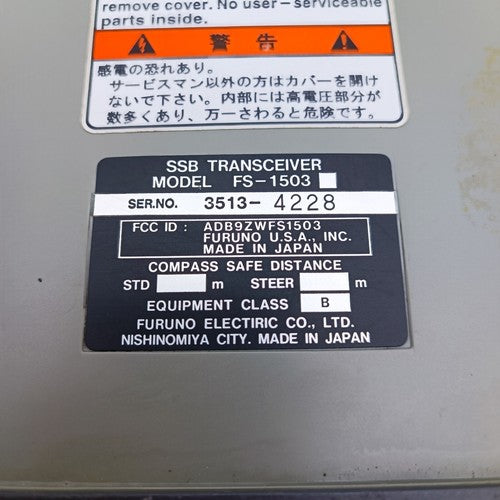 remove cover. No user-serviceable
parts inside.
警告
感電の恐れあり。
サービスマン以外の方はカバーを開け
ないで下さい。内部には高電圧部分が
数多くあり、万一さわると危険です。
SSB TRANSCEIVER
MODEL FS-1503
SER.NO. 3513-4228
FCC ID: ADB9ZWFS1503
FURUNO U.S.A., INC.
MADE IN JAPAN
COMPASS SAFE DISTANCE
STD m STEER m
EQUIPMENT CLASS B
FURUNO ELECTRIC CO., LTD.
NISHINOMIYA CITY. MADE IN JAPAN